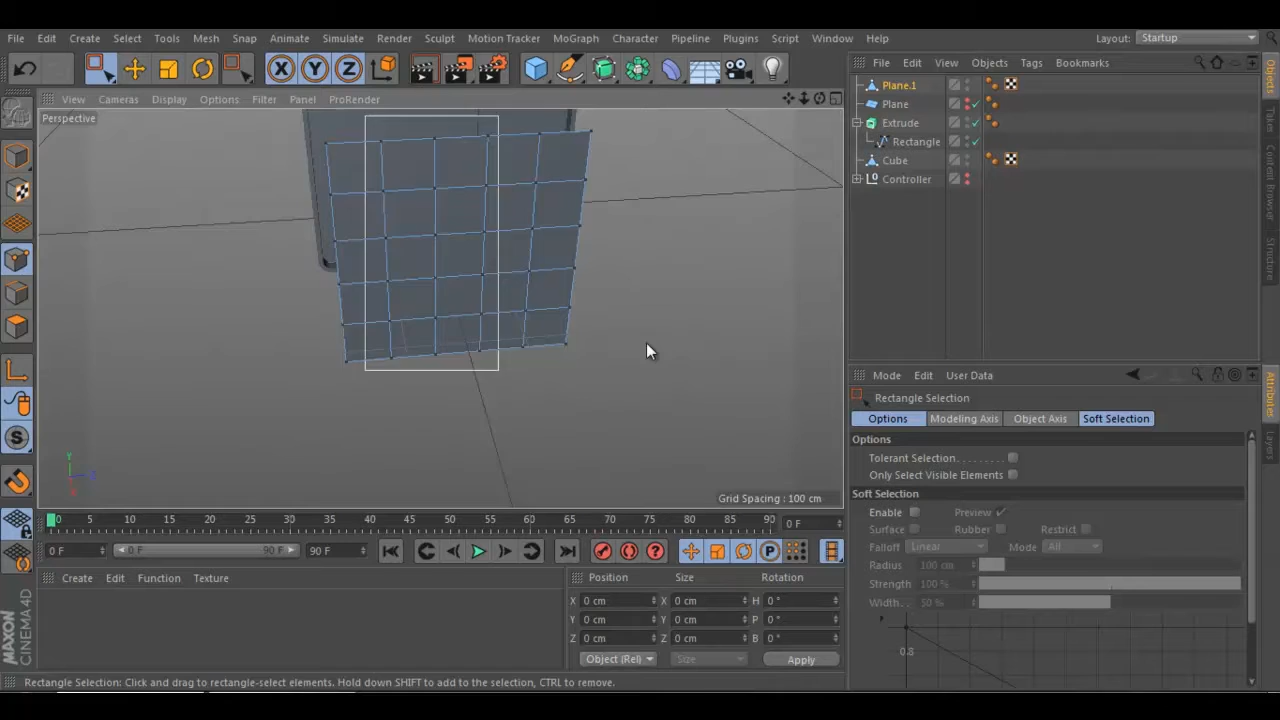 File Edit Create Select Tools Mesh Snap Animate Simulate Render Sculpt Motion Tracker MoGraph Character Pipeline Plugins Script Window Help Layout: Startup
X Y Z
File Edit View Objects Tags Bookmarks
View Cameras Display Options Filter Panel ProRender
Perspective
Plane.1
Plane
Extrude
Rectangle
Cube
Controller
Objects
Take
Content Browser
Structure
Mode Edit User Data
Rectangle Selection
Options Modeling Axis Object Axis Soft Selection
Options
Tolerant Selection
Only Select Visible Elements
Soft Selection
Enable Preview
Surface Rubber Restrict
Falloff Linear Mode All
Radius 100 cm
Strength 100 %
Width 50 %
0.8
Attributes
Layers
Y
Grid Spacing : 100 cm
0 5 10 15 20 25 30 35 40 45 50 55 60 65 70 75 80 85 90 0 F
0 F 0 F 90 F 90 F
Create Edit Function Texture
Position Size Rotation
X 0 cm X 0 cm H 0 °
Y 0 cm Y 0 cm P 0 °
Z 0 cm Z 0 cm B 0 °
Object (Rel) Size Apply
MAXON
CINEMA4D
Rectangle Selection: Click and drag to rectangle-select elements. Hold down SHIFT to add to the selection, CTRL to remove.